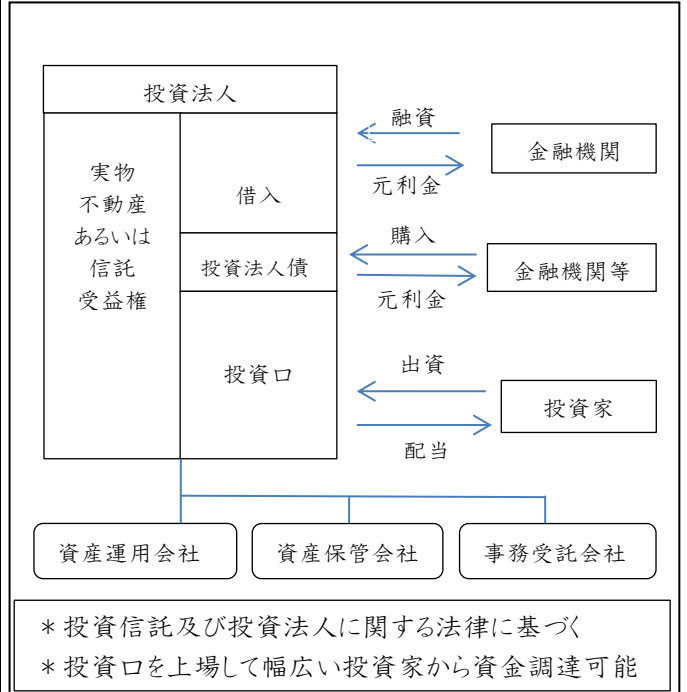 投資法人
実物
不動産
あるいは
信託
受益権
借入
投資法人債
投資口
融資
元利金
金融機関
購入
元利金
金融機関等
出資
配当
投資家
資産運用会社
資産保管会社
事務受託会社
*投資信託及び投資法人に関する法律に基づく
*投資口を上場して幅広い投資家から資金調達可能